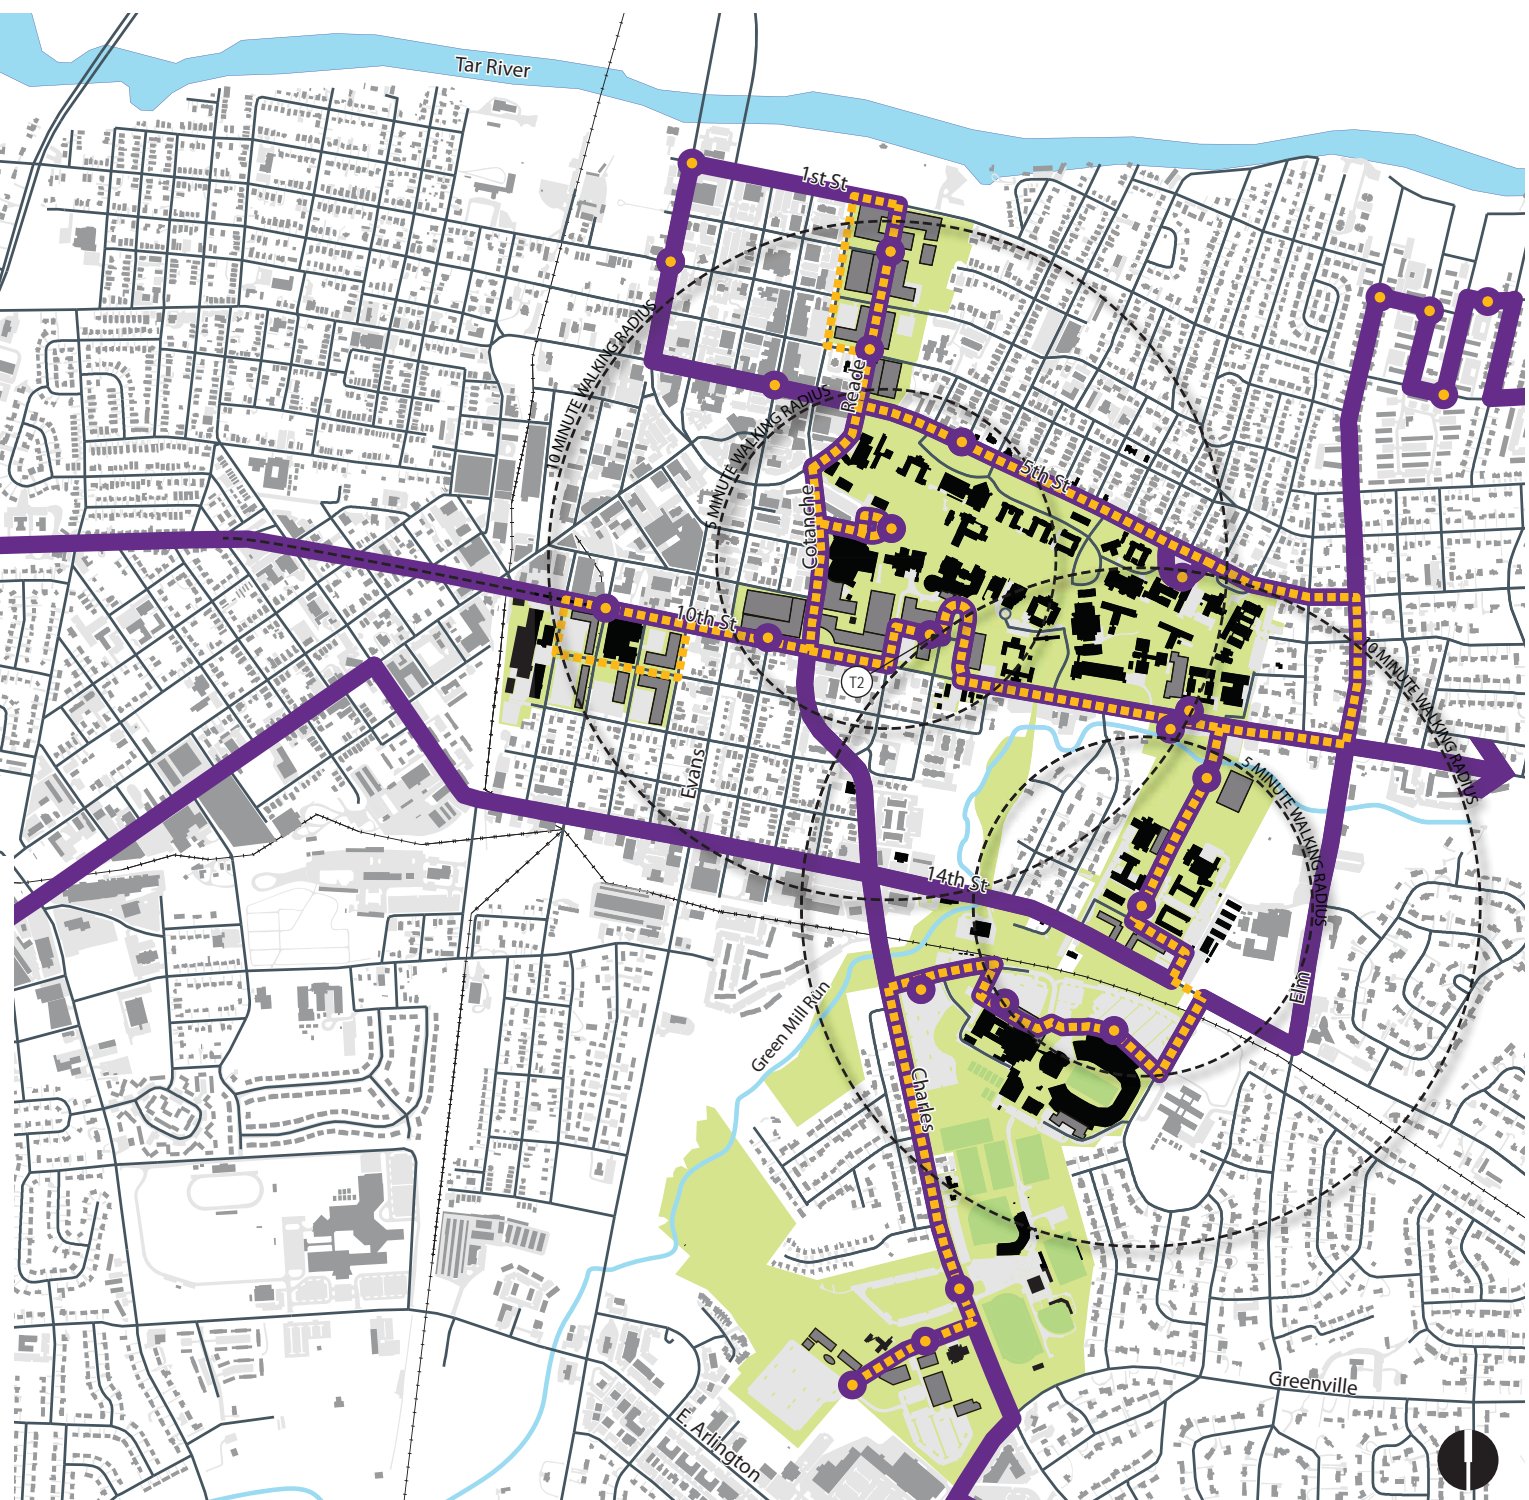 Tar River
1st St
10 MINUTE WALKING RADIUS
Reade
5 MINUTE WALKING RADIUS
5th St
Cotanche
10th St
T2
10 MINUTE WALKING RADIUS
Evans
5 MINUTE WALKING RADIUS
14th St
Elm
Green Mill Run
Charles
Greenville
E. Arlington